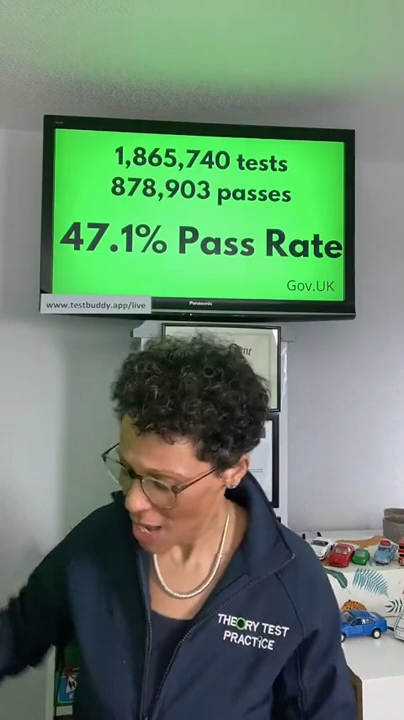 1,865,740 tests
878,903 passes
47.1% Pass Rate
Gov.UK
www.testbuddy.app/live
Panasonic
THEORY TEST
PRACTICE